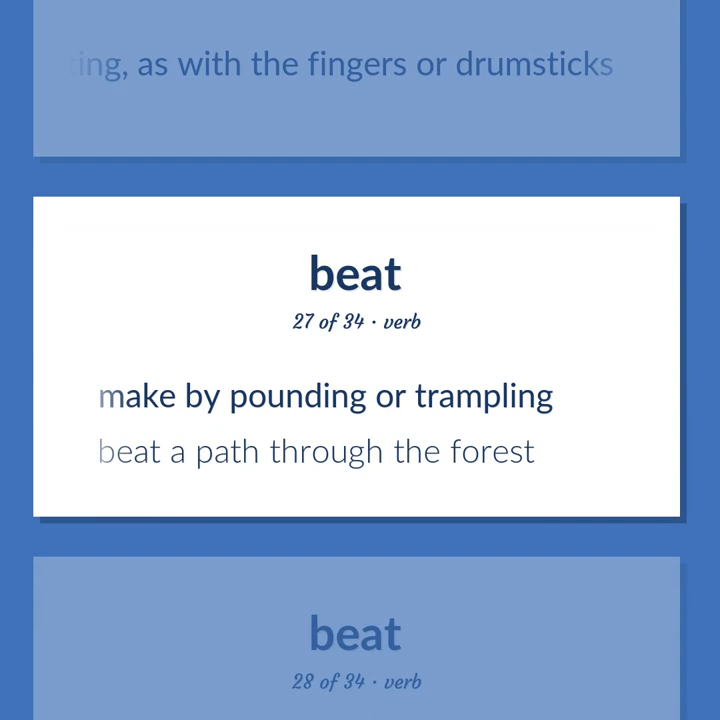 as with the fingers or drumsticks
beat
27 of 34 · verb
make by pounding or trampling
beat a path through the forest
beat
28 of 34 · verb